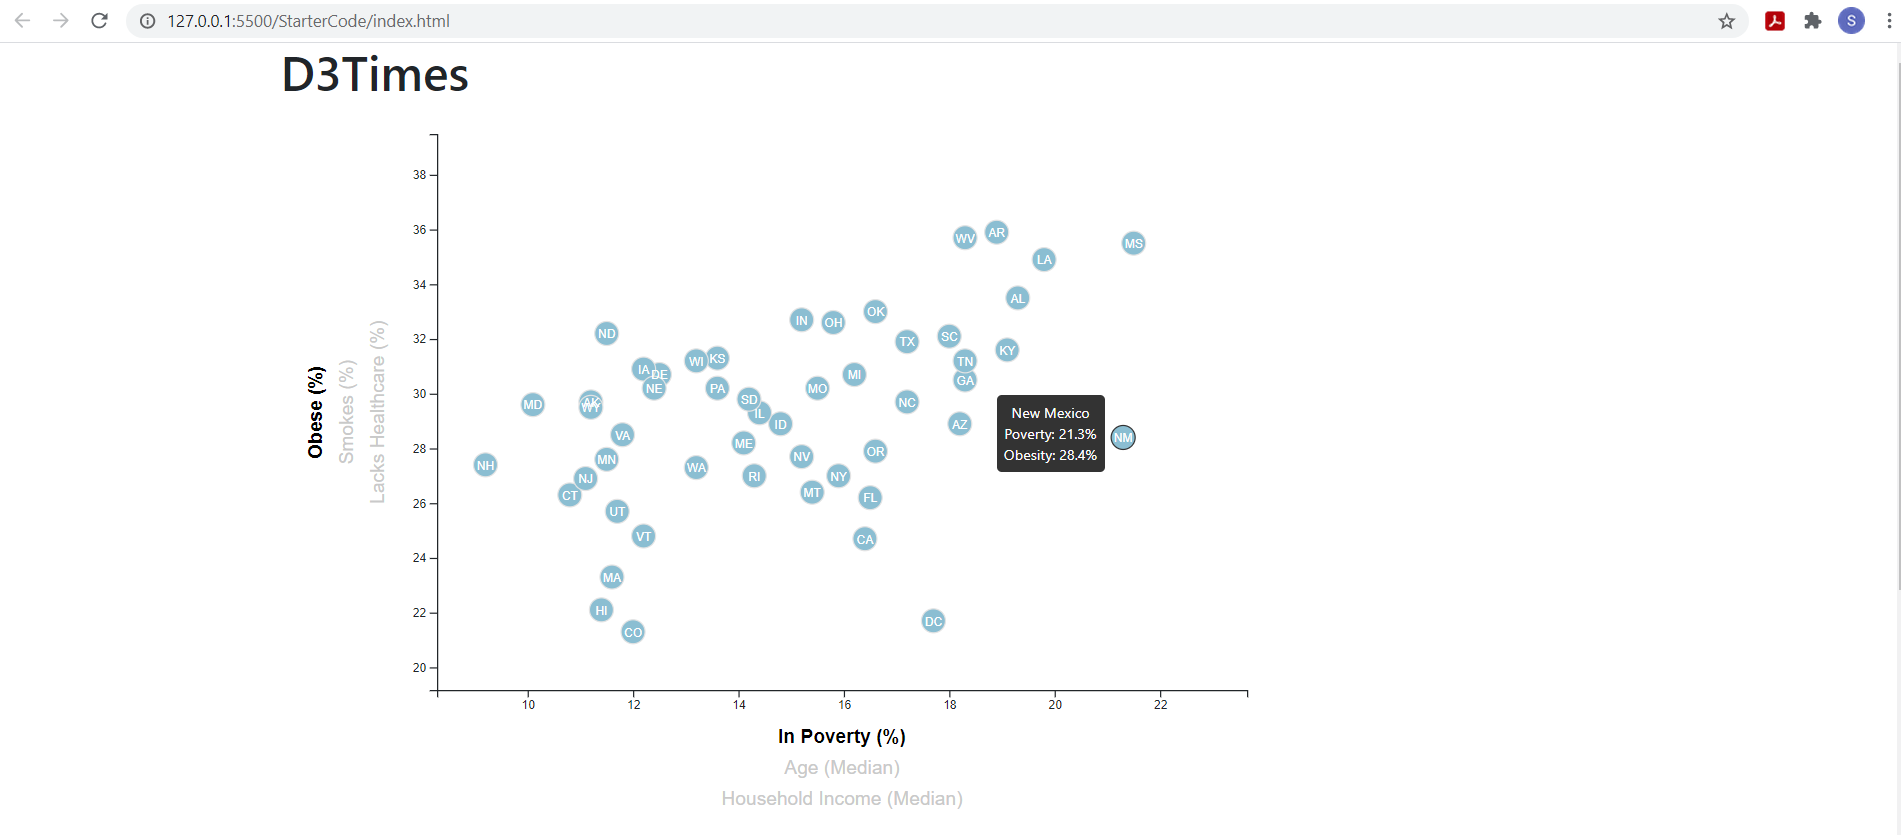 127.0.0.1:5500/StarterCode/index.html
S
D3Times
38
36
34
32
30
28
26
24
22
20
Obese (%)
Smokes (%)
Lacks Healthcare (%)
AR
WV
MS
LA
AL
OK
IN
OH
ND
SC
TX
KY
KS
WI
TN
IA
DE
MI
GA
NE
PA
MO
SD
AK
NC
MD
WY
IL
ID
AZ
VA
NM
ME
OR
NV
MN
NH
WA
RI
NY
NJ
MT
CT
FL
UT
VT
CA
MA
HI
DC
CO
New Mexico
Poverty: 21.3%
Obesity: 28.4%
10
12
14
16
18
20
22
In Poverty (%)
Age (Median)
Household Income (Median)